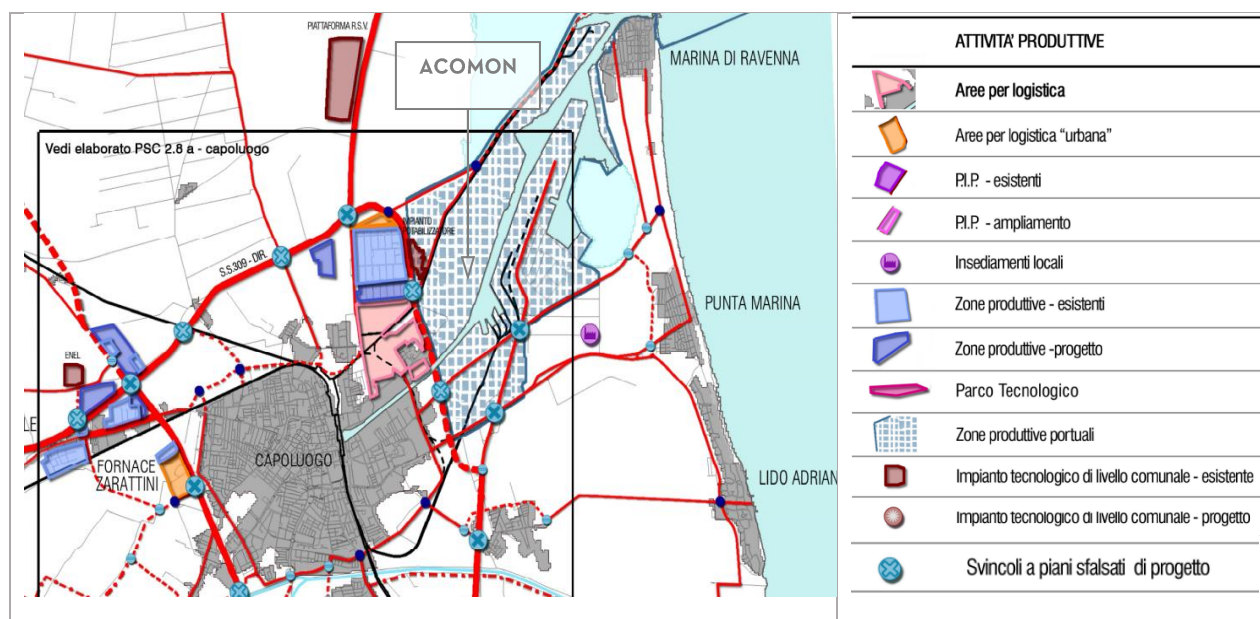 PIATTAFORMA R.S.V.
ACOMON
MARINA DI RAVENNA
Vedi elaborato PSC 2.8 a - capoluogo
IMPIANTO
POTABILIZZATORE
S.s.309 - DIR.
PUNTA MARINA
ENEL
LE
FORNACE
ZARATTINI
CAPOLUOGO
LIDO ADRIAN
ATTIVITA' PRODUTTIVE
Aree per logistica
Aree per logistica "urbana"
P.I.P. - esistenti
P.I.P. - ampliamento
Insediamenti locali
Zone produttive - esistenti
Zone produttive -progetto
Parco Tecnologico
Zone produttive portuali
Impianto tecnologico di livello comunale - esistente
Impianto tecnologico di livello comunale - progetto
Svincoli a piani sfalsati di progetto